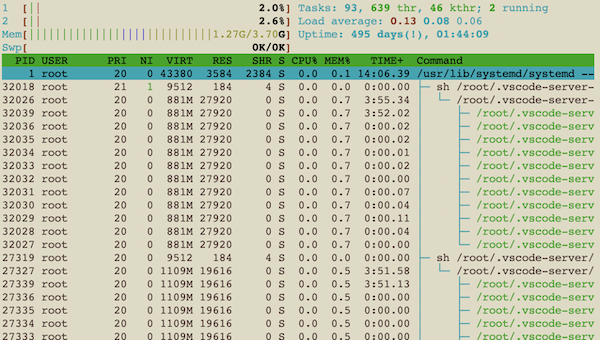 1 [|| 2.0%] Tasks: 93, 639 thr, 46 kthr; 2 running
2 [|| 2.6%] Load average: 0.13 0.08 0.06
Mem[||||||||||||||||||||||||||||||1.27G/3.70G] Uptime: 495 days(!), 01:44:09
Swp[ 0K/0K]
PID USER PRI NI VIRT RES SHR S CPU% MEM% TIME+ Command
1 root 20 0 43380 3584 2384 S 0.0 0.1 14:06.39 /usr/lib/systemd/systemd --
32018 root 21 1 9512 184 4 S 0.0 0.0 0:00.00 sh /root/.vscode-server-
32026 root 20 0 881M 27920 0 S 0.0 0.7 3:55.34 /root/.vscode-server-
32039 root 20 0 881M 27920 0 S 0.0 0.7 3:52.02 /root/.vscode-serv
32036 root 20 0 881M 27920 0 S 0.0 0.7 0:00.02 /root/.vscode-serv
32035 root 20 0 881M 27920 0 S 0.0 0.7 0:00.02 /root/.vscode-serv
32034 root 20 0 881M 27920 0 S 0.0 0.7 0:00.01 /root/.vscode-serv
32033 root 20 0 881M 27920 0 S 0.0 0.7 0:00.02 /root/.vscode-serv
32032 root 20 0 881M 27920 0 S 0.0 0.7 0:00.00 /root/.vscode-serv
32031 root 20 0 881M 27920 0 S 0.0 0.7 0:00.07 /root/.vscode-serv
32030 root 20 0 881M 27920 0 S 0.0 0.7 0:00.04 /root/.vscode-serv
32029 root 20 0 881M 27920 0 S 0.0 0.7 0:00.11 /root/.vscode-serv
32028 root 20 0 881M 27920 0 S 0.0 0.7 0:00.04 /root/.vscode-serv
32027 root 20 0 881M 27920 0 S 0.0 0.7 0:00.00 /root/.vscode-serv
27319 root 20 0 9512 184 4 S 0.0 0.0 0:00.00 sh /root/.vscode-server/
27327 root 20 0 1109M 19616 0 S 0.0 0.5 3:51.58 /root/.vscode-server/
27339 root 20 0 1109M 19616 0 S 0.0 0.5 3:51.13 /root/.vscode-serv
27336 root 20 0 1109M 19616 0 S 0.0 0.5 0:00.00 /root/.vscode-serv
27335 root 20 0 1109M 19616 0 S 0.0 0.5 0:00.00 /root/.vscode-serv
27334 root 20 0 1109M 19616 0 S 0.0 0.5 0:00.00 /root/.vscode-serv
27333 root 20 0 1109M 19616 0 S 0.0 0.5 0:00.00 /root/.vscode-serv